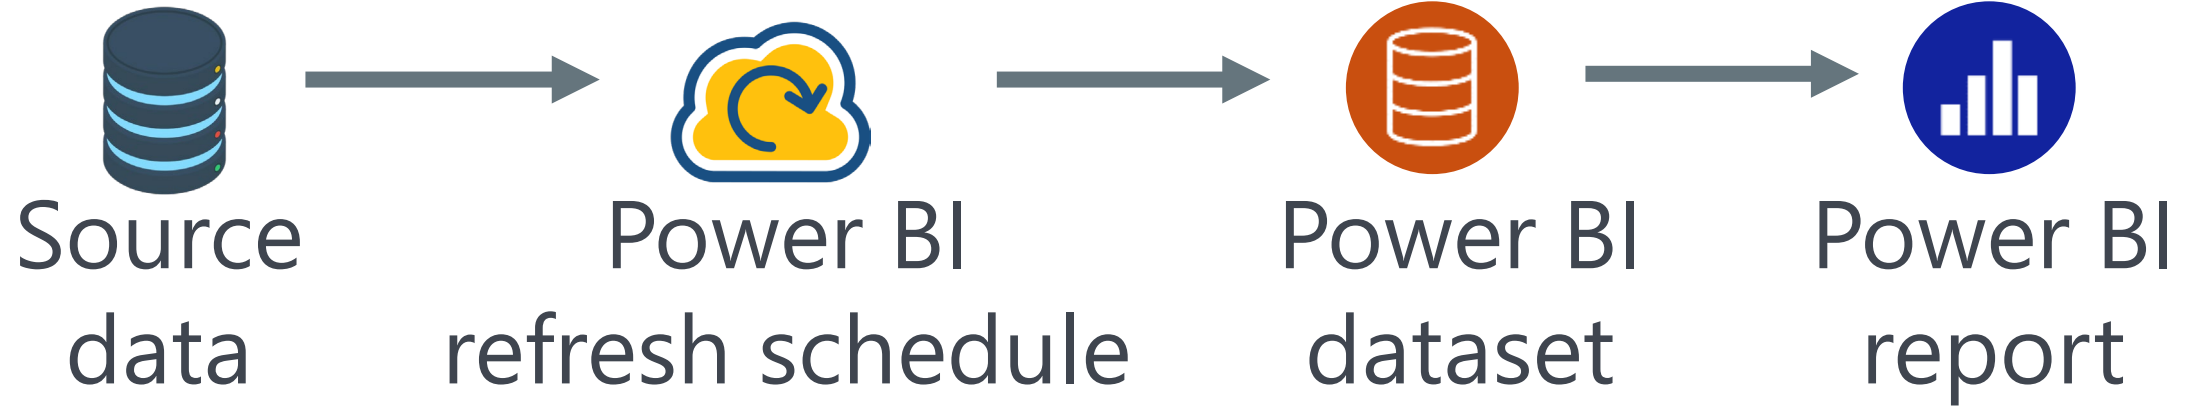 Source
data
Power BI
refresh schedule
Power BI
dataset
Power BI
report